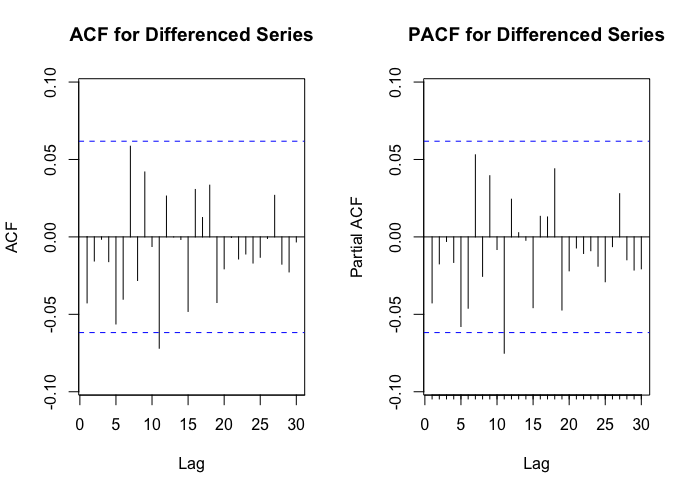 ACF for Differenced Series
ACF
0.10
0.05
0.00
-0.05
-0.10
0 5 10 15 20 25 30
Lag
PACF for Differenced Series
Partial ACF
0.10
0.05
0.00
-0.05
-0.10
0 5 10 15 20 25 30
Lag